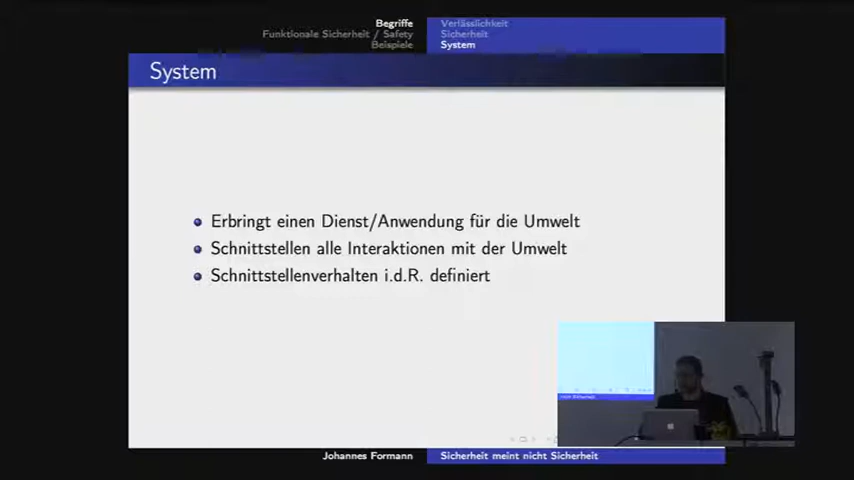 Begriffe
Funktionale Sicherheit / Safety
Beispiele
Verlässlichkeit
Sicherheit
System
System
Erbringt einen Dienst/Anwendung für die Umwelt
Schnittstellen alle Interaktionen mit der Umwelt
Schnittstellenverhalten i.d.R. definiert
Johannes Formann
Sicherheit meint nicht Sicherheit